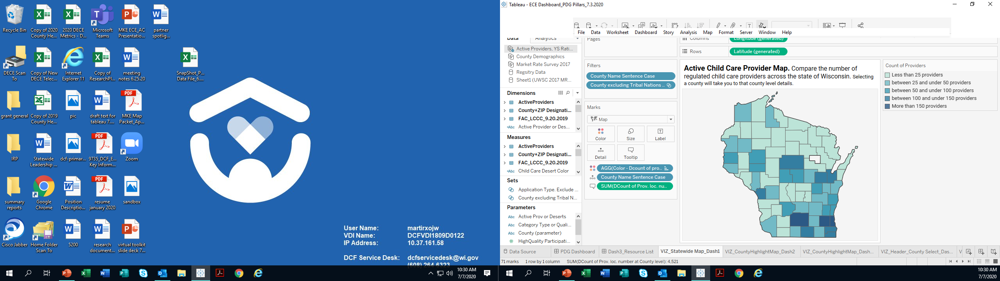 Recycle Bin
Copy of 2020 County He...
2020 DECE Metrics - D...
Microsoft Teams
MKE ECE_AC Presentatio...
partner spotlig...
DECE Scan To
Copy of New DECE Telec...
Internet Explorer 11
Copy of ResearchPl...
meeting notes 6.25.20
SnapShot_P... Data File_6....
grant general
Copy of 2019 County He...
pic
draft text for tableau 7....
MKE Map Packet_Ap...
IRP
Statewide Leadership ...
dcf-primar...
9735_DCF_E... Key Inform...
Zoom
summary reports
Google Chrome
Position Descriptio...
resume january 2020
sandbox
Cisco Jabber
Home Folder Scan To
5200
research document...
virtual toolkit slide deck 7...
User Name: martirxojw
VDI Name: DCFVDI1809D0122
IP Address: 10.37.161.58
DCF Service Desk: dcfservicedesk@wi.gov
(608) 264-6323
10:30 AM
7/7/2020
Tableau - ECE Dashboard_PDG Pillars_7.3.2020
File Data Worksheet Dashboard Story Analysis Map Format Server Window Help
Data Analytics
Active Providers, YS Rati...
County Demographics
Market Rate Survey 2017
Regsitry Data
Sheet1 (UWSC 2017 MR...
Dimensions
ActiveProviders
County+ZIP Designati...
FAC_LCCC_9.20.2019
Active Provider or Des...
Measures
ActiveProviders
County+ZIP Designati...
FAC_LCCC_9.20.2019
Child Care Desert Color
Sets
Application Type. Exclude ...
County excluding Tribal N...
Parameters
Active Prov or Deserts
Category Type or Quali...
County (parameter)
HighQuality Participati...
Pages
Filters
County Name Sentence Case
County excluding Tribal Nations ..
Marks
Map
Color Size Label
Detail Tooltip
AGG(Color - Dcount of pro..
County Name Sentence Case
SUM(DCount of Prov. loc. nu..
Columns Longitude (generated)
Rows Latitude (generated)
Active Child Care Provider Map. Compare the number of
regulated child care providers across the state of Wisconsin. Selecting
a county will take you to that county level details.
Count of Providers
Less than 25 providers
between 25 and under 50 providers
between 50 and under 100 providers
between 100 and under 150 providers
More than 150 providers
Data Source PDG Dashboard Dash3_Resource List VIZ_Statewide Map_Dash1 VIZ_CountyHighlightMap_Dash2 VIZ_CountyHighlightMap_Dash... VIZ_Header_County Select_Das... V
71 marks 1 row by 1 column SUM(DCount of Prov. loc. number at County level): 4,521
10:30 AM
7/7/2020